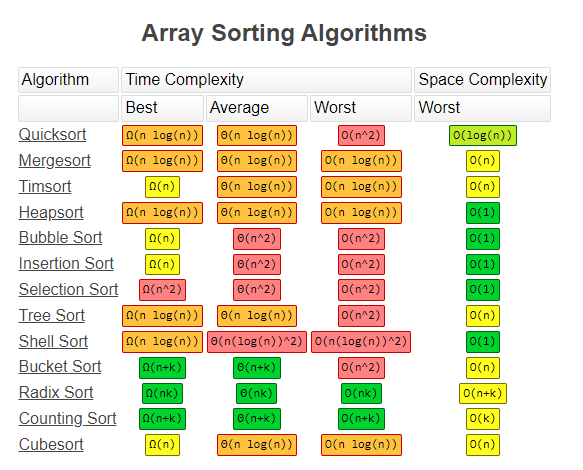 Array Sorting Algorithms
Algorithm Time Complexity Space Complexity
Best Average Worst Worst
Quicksort Ω(n log(n)) Θ(n log(n)) O(n^2) O(log(n))
Mergesort Ω(n log(n)) Θ(n log(n)) O(n log(n)) O(n)
Timsort Ω(n) Θ(n log(n)) O(n log(n)) O(n)
Heapsort Ω(n log(n)) Θ(n log(n)) O(n log(n)) O(1)
Bubble Sort Ω(n) Θ(n^2) O(n^2) O(1)
Insertion Sort Ω(n) Θ(n^2) O(n^2) O(1)
Selection Sort Ω(n^2) Θ(n^2) O(n^2) O(1)
Tree Sort Ω(n log(n)) Θ(n log(n)) O(n^2) O(n)
Shell Sort Ω(n log(n)) Θ(n(log(n))^2) O(n(log(n))^2) O(1)
Bucket Sort Ω(n+k) Θ(n+k) O(n^2) O(n)
Radix Sort Ω(nk) Θ(nk) O(nk) O(n+k)
Counting Sort Ω(n+k) Θ(n+k) O(n+k) O(k)
Cubesort Ω(n) Θ(n log(n)) O(n log(n)) O(n)